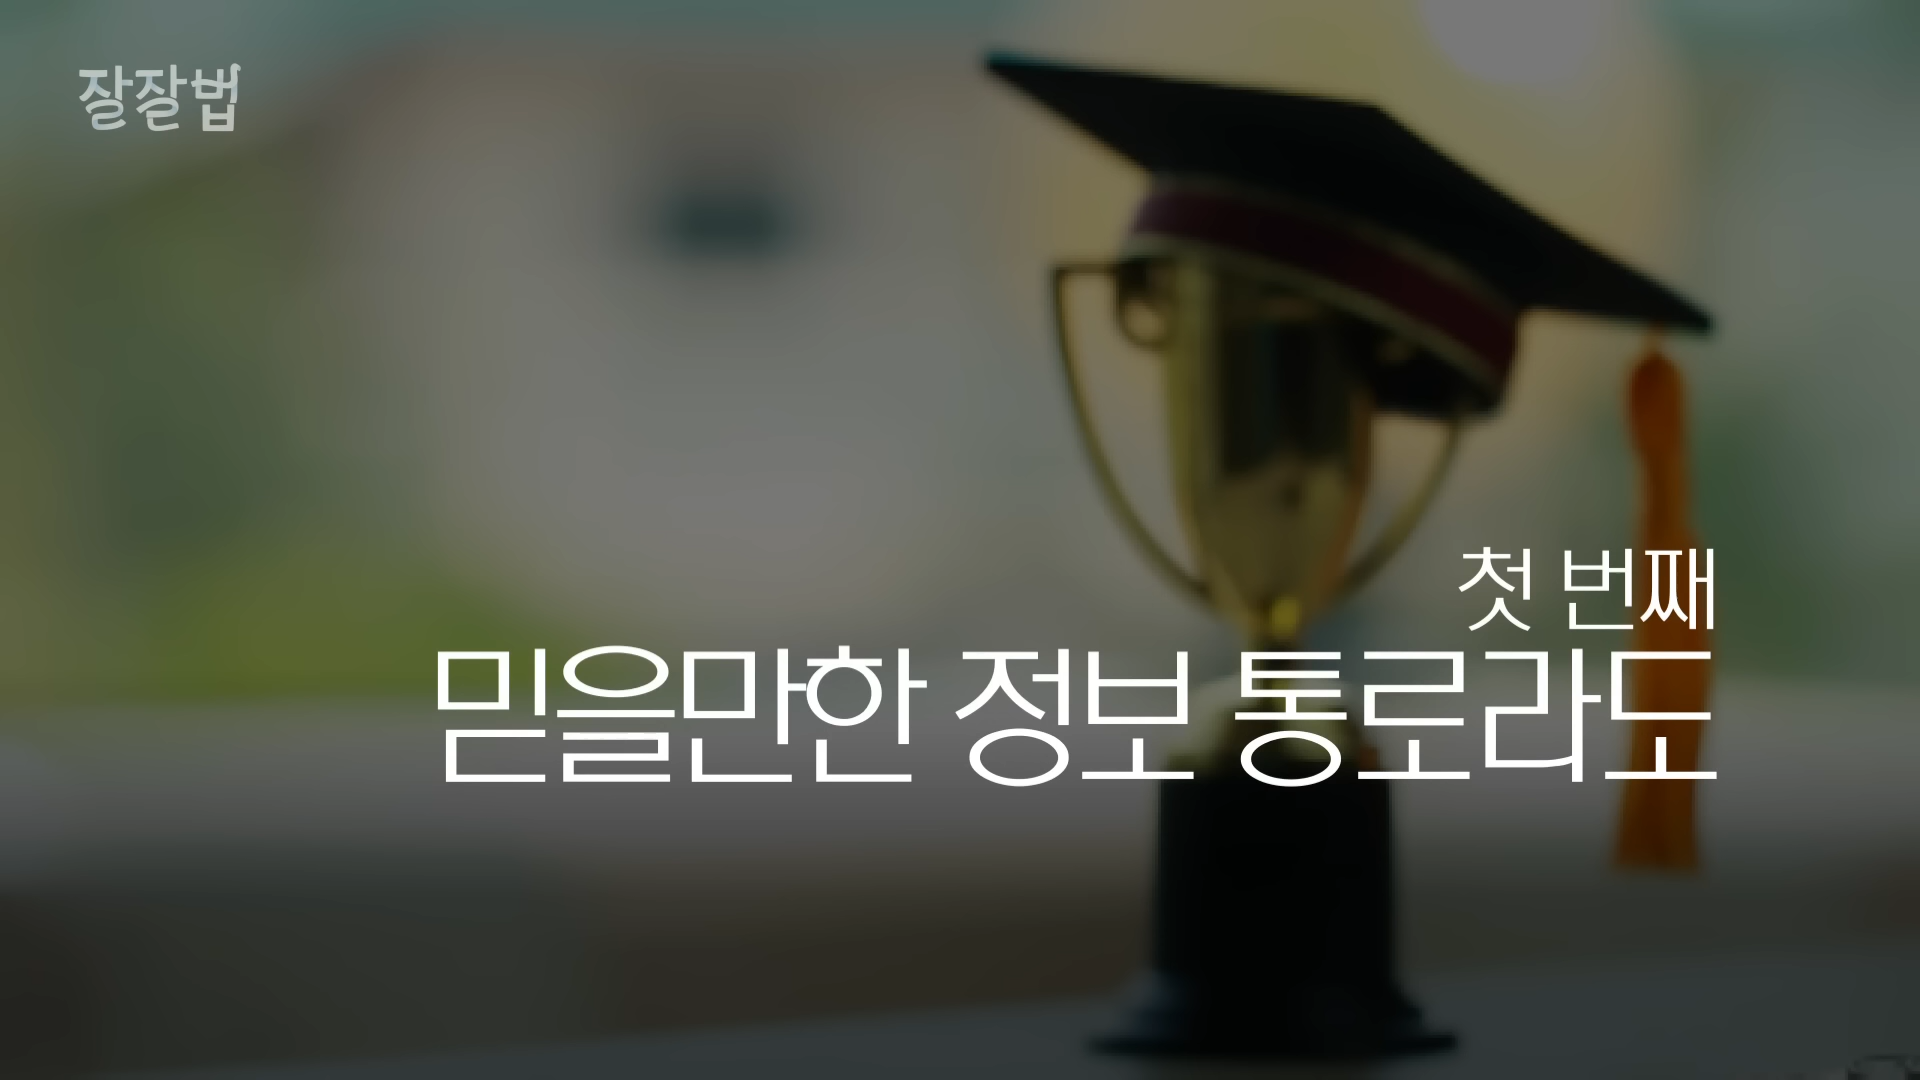 잘잘법
첫 번째
믿을만한 정보 통로라도